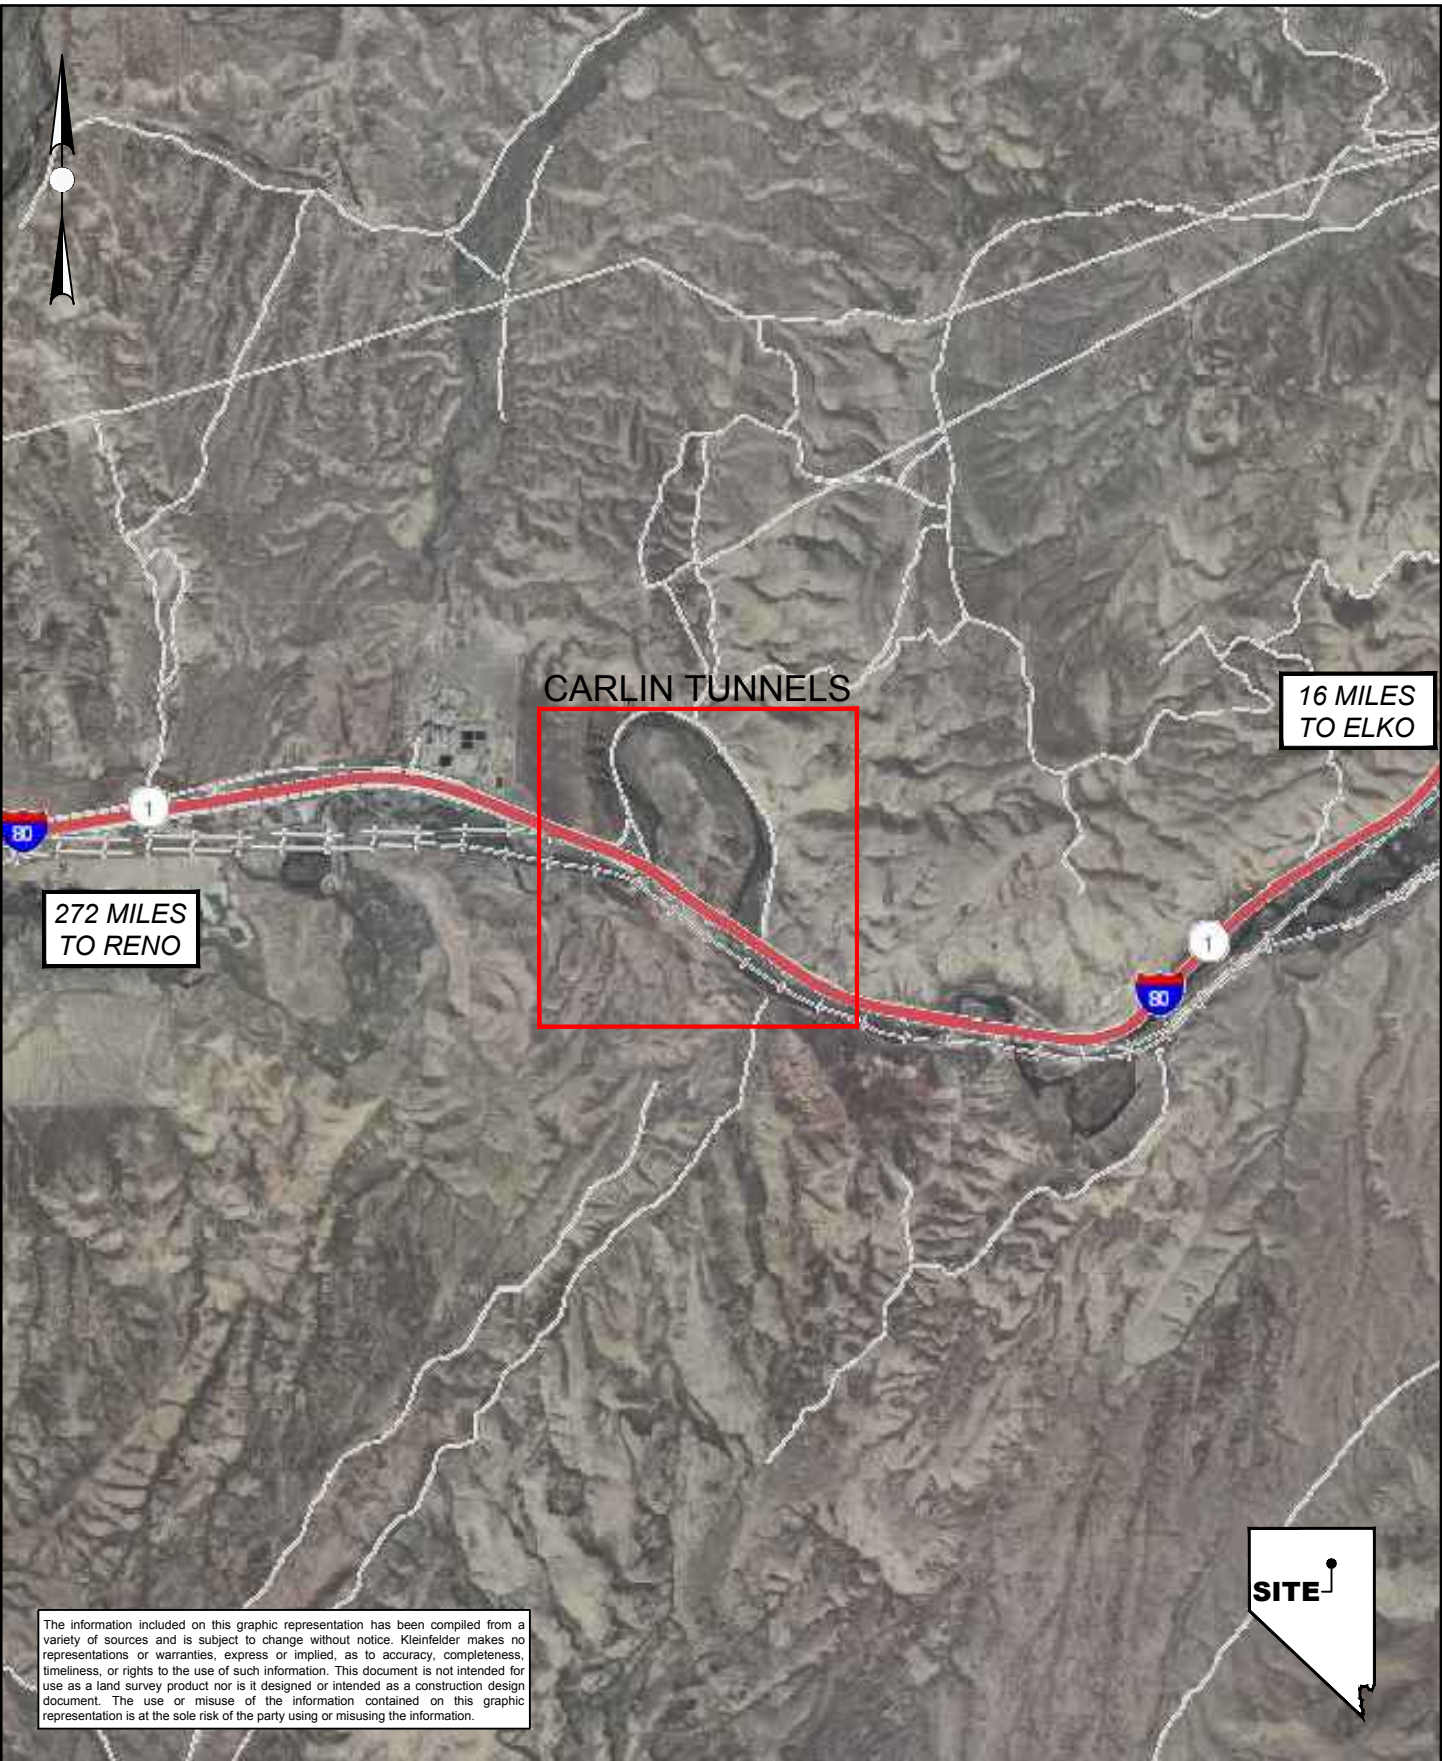 CARLIN TUNNELS
16 MILES
TO ELKO
1
80
272 MILES
TO RENO
1
80
SITE
The information included on this graphic representation has been compiled from a
variety of sources and is subject to change without notice. Kleinfelder makes no
representations or warranties, express or implied, as to accuracy, completeness,
timeliness, or rights to the use of such information. This document is not intended for
use as a land survey product nor is it designed or intended as a construction design
document. The use or misuse of the information contained on this graphic
representation is at the sole risk of the party using or misusing the information.